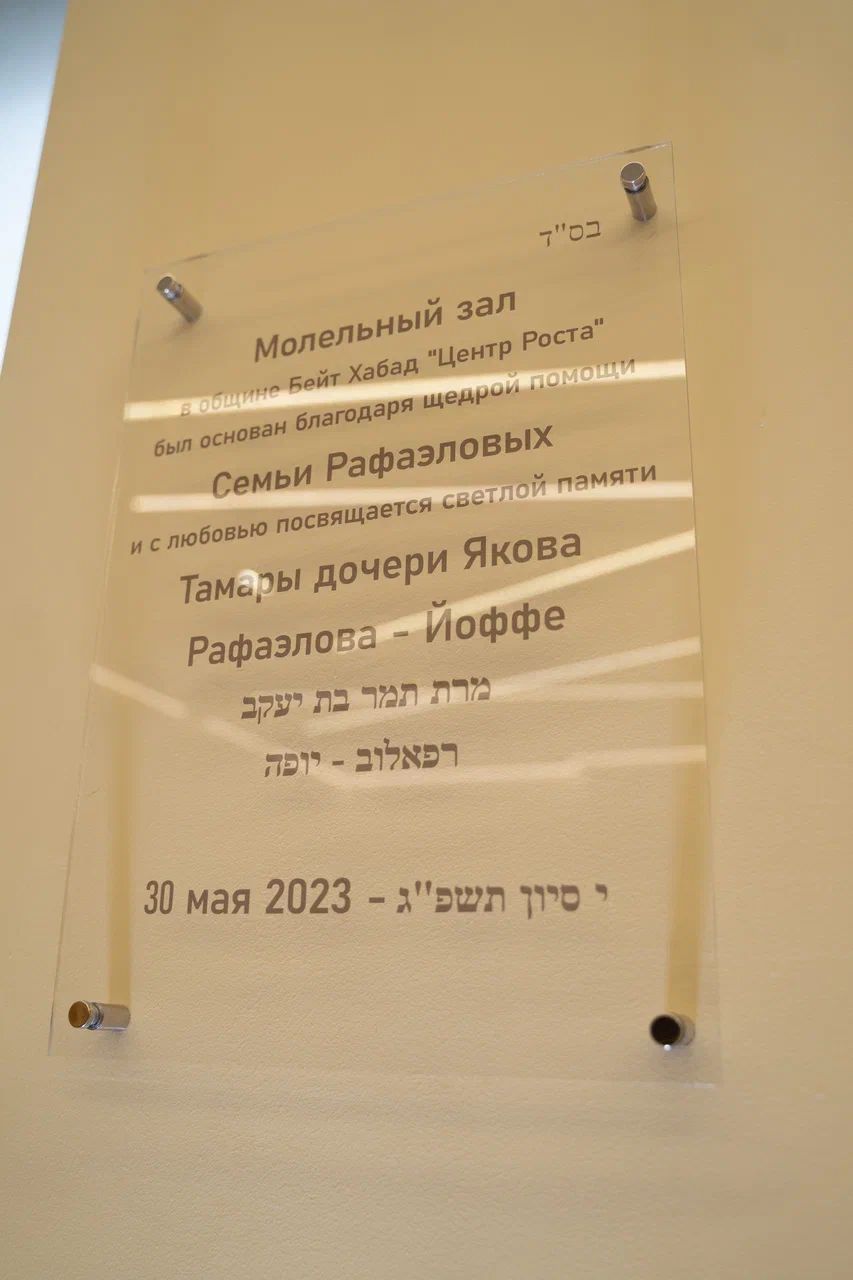 בס"ד
Молельный зал
в общине Бейт Хабад "Центр Роста"
был основан благодаря щедрой помощи
Семьи Рафаэловых
и с любовью посвящается светлой памяти
Тамары дочери Якова
Рафаэлова - Йоффе
מרת תמר בת יעקב
רפאלוב - יופה
30 мая 2023 - י סיון תשפ"ג